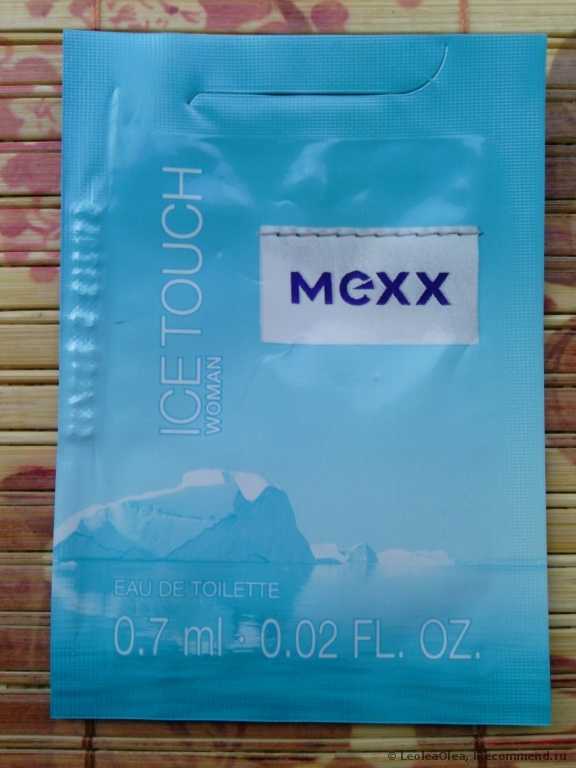 ICE TOUCH
WOMAN
MEXX
EAU DE TOILETTE
0.7 ml · 0.02 FL. OZ.
© LeoleaOlea, IRecommend.ru